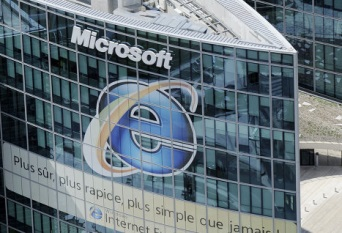 Microsoft
Plus sûr, plus rapide, plus simple que jamais !
Internet